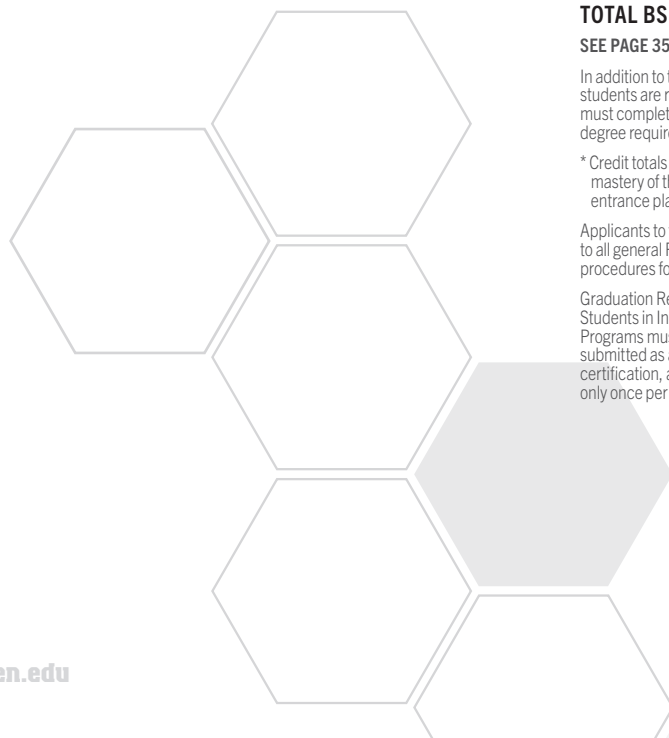 TOTAL BS
SEE PAGE 35
In addition to
students are
must complet
degree require
* Credit totals
mastery of t
entrance pla
Applicants to
to all general
procedures fo
Graduation Re
Students in In
Programs mus
submitted as
certification,
only once per
en.edu